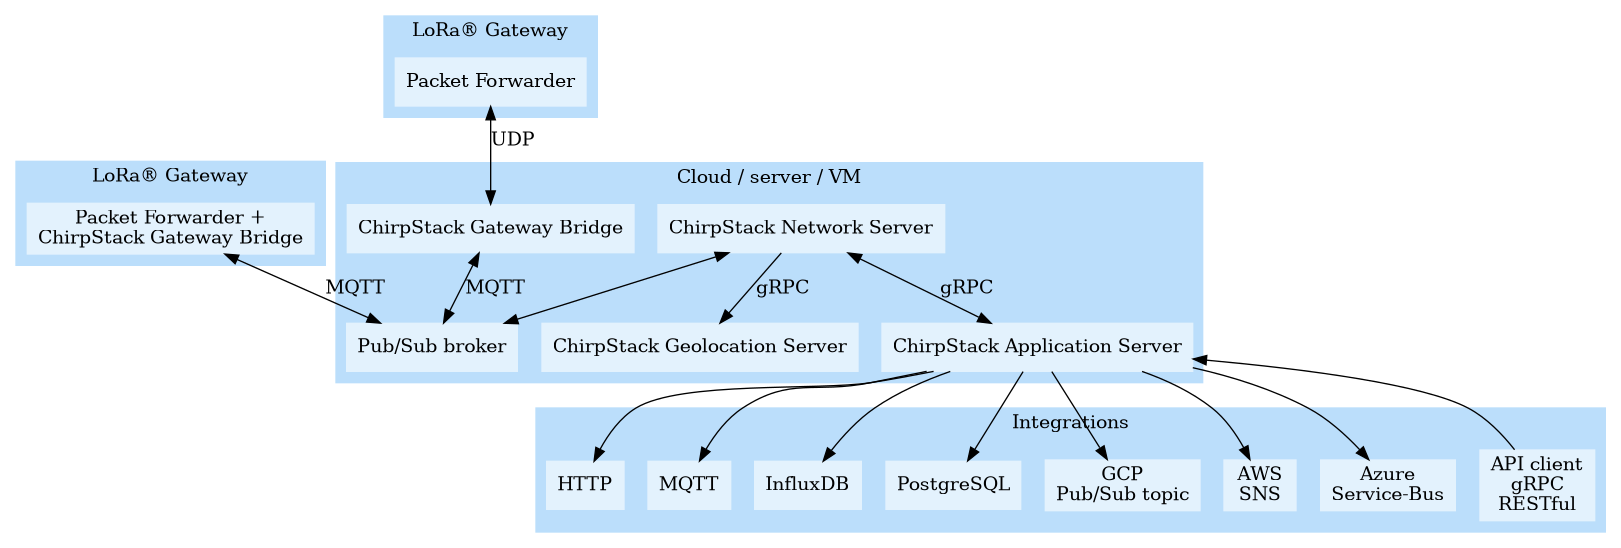 LoRa® Gateway
Packet Forwarder
UDP
LoRa® Gateway
Packet Forwarder +
ChirpStack Gateway Bridge
Cloud / server / VM
ChirpStack Gateway Bridge
ChirpStack Network Server
MQTT
MQTT
gRPC
gRPC
Pub/Sub broker
ChirpStack Geolocation Server
ChirpStack Application Server
Integrations
HTTP
MQTT
InfluxDB
PostgreSQL
GCP
Pub/Sub topic
AWS
SNS
Azure
Service-Bus
API client
gRPC
RESTful